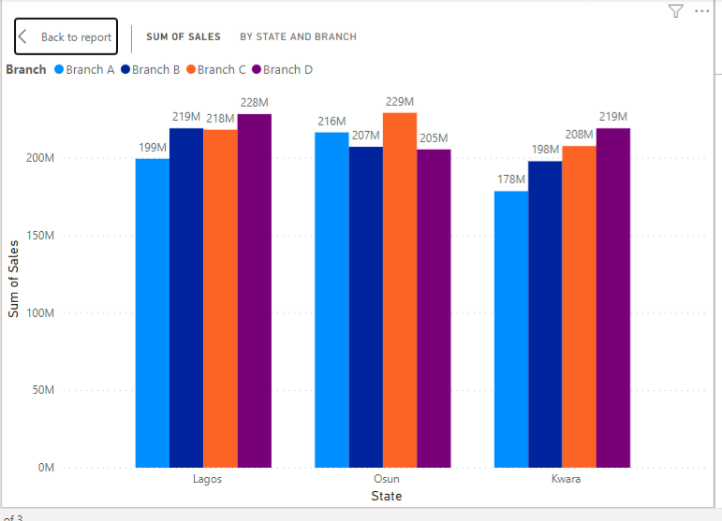 Back to report
SUM OF SALES BY STATE AND BRANCH
Branch Branch A Branch B Branch C Branch D
199M 219M 218M 228M
216M 207M 229M 205M
178M 198M 208M 219M
200M
150M
100M
50M
0M
Sum of Sales
Lagos Osun Kwara
State
of 3